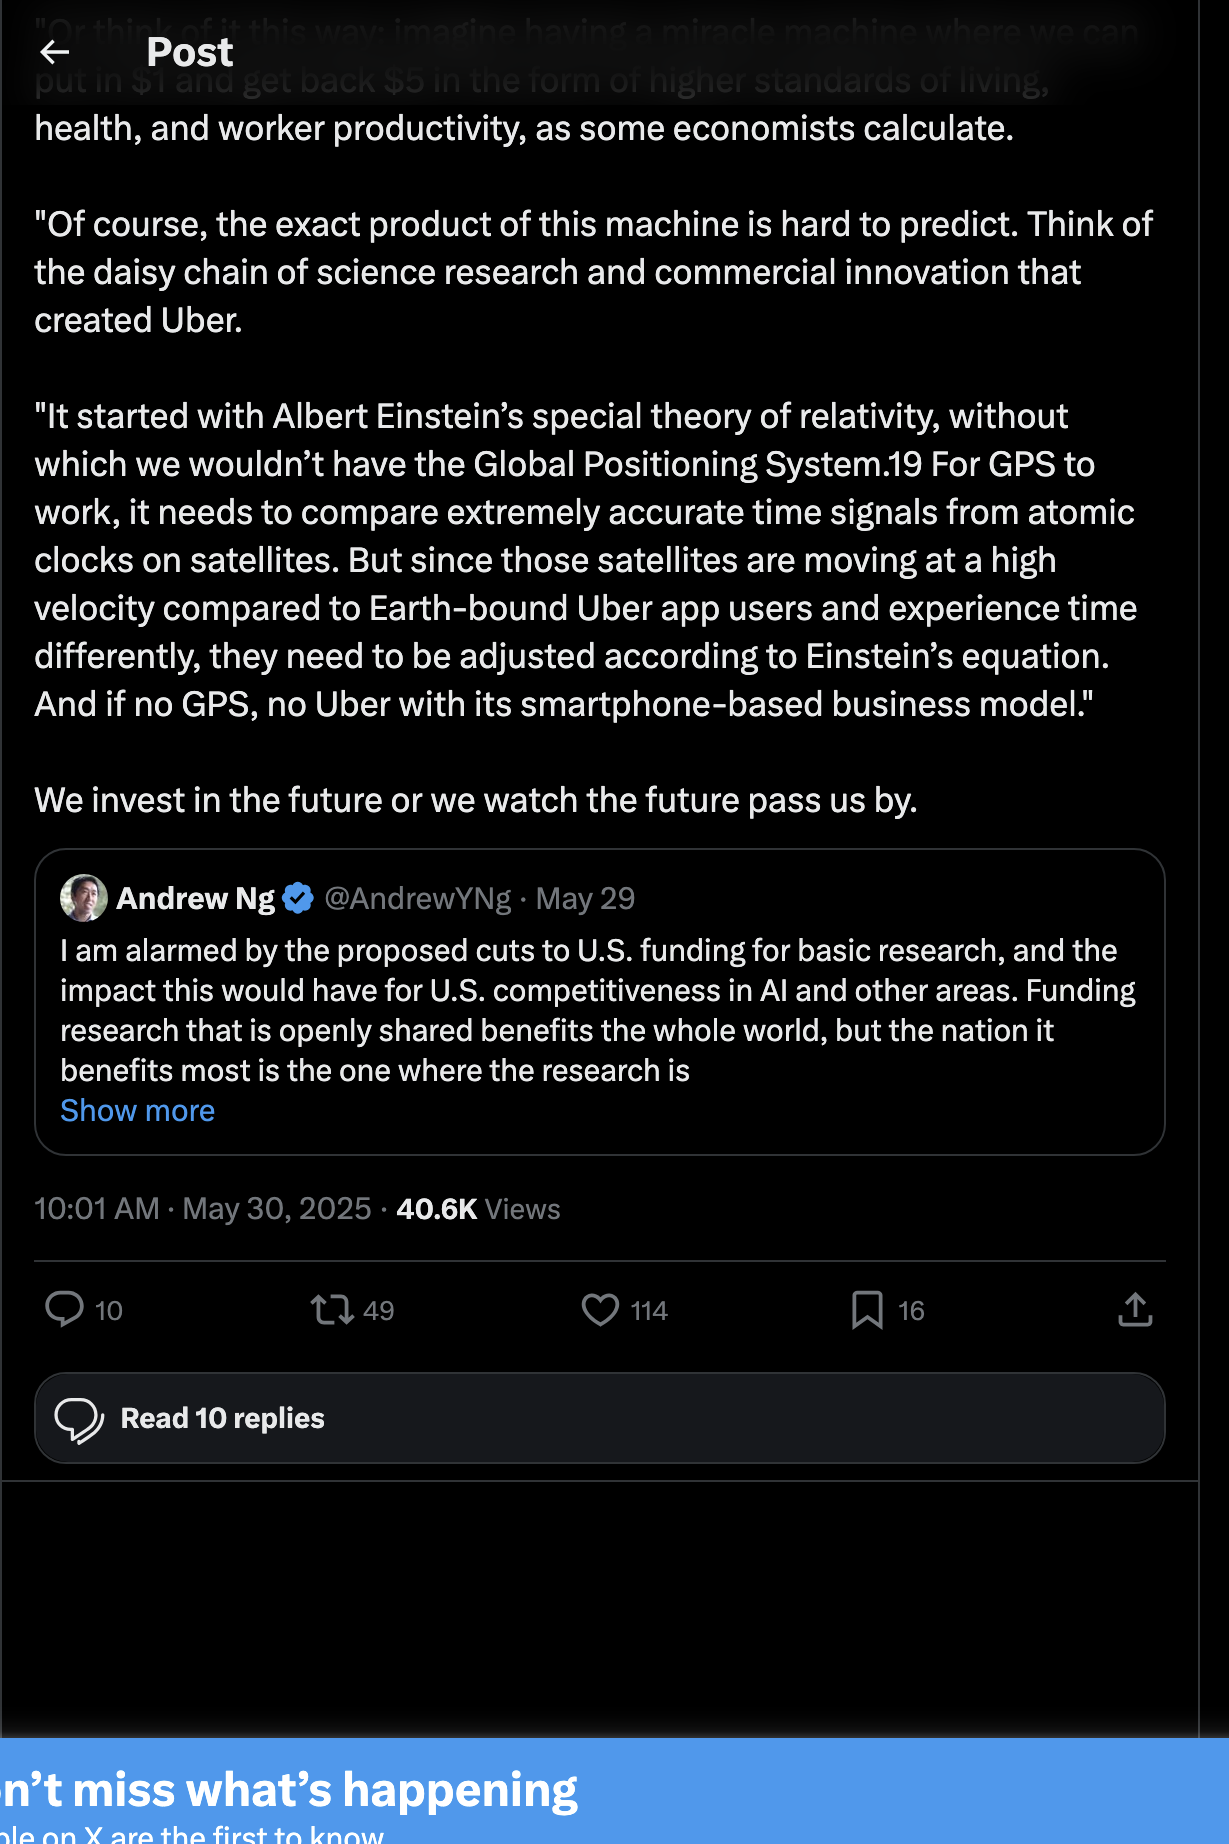 "Or think of it this way: imagine having a miracle machine where we can
Post
put in $1 and get back $5 in the form of higher standards of living,
health, and worker productivity, as some economists calculate.
"Of course, the exact product of this machine is hard to predict. Think of
the daisy chain of science research and commercial innovation that
created Uber.
"It started with Albert Einstein’s special theory of relativity, without
which we wouldn’t have the Global Positioning System.19 For GPS to
work, it needs to compare extremely accurate time signals from atomic
clocks on satellites. But since those satellites are moving at a high
velocity compared to Earth-bound Uber app users and experience time
differently, they need to be adjusted according to Einstein’s equation.
And if no GPS, no Uber with its smartphone-based business model."
We invest in the future or we watch the future pass us by.
Andrew Ng @AndrewYNg · May 29
I am alarmed by the proposed cuts to U.S. funding for basic research, and the
impact this would have for U.S. competitiveness in AI and other areas. Funding
research that is openly shared benefits the whole world, but the nation it
benefits most is the one where the research is
Show more
10:01 AM · May 30, 2025 · 40.6K Views
10 49 114 16
Read 10 replies
n’t miss what’s happening
ple on X are the first to know.